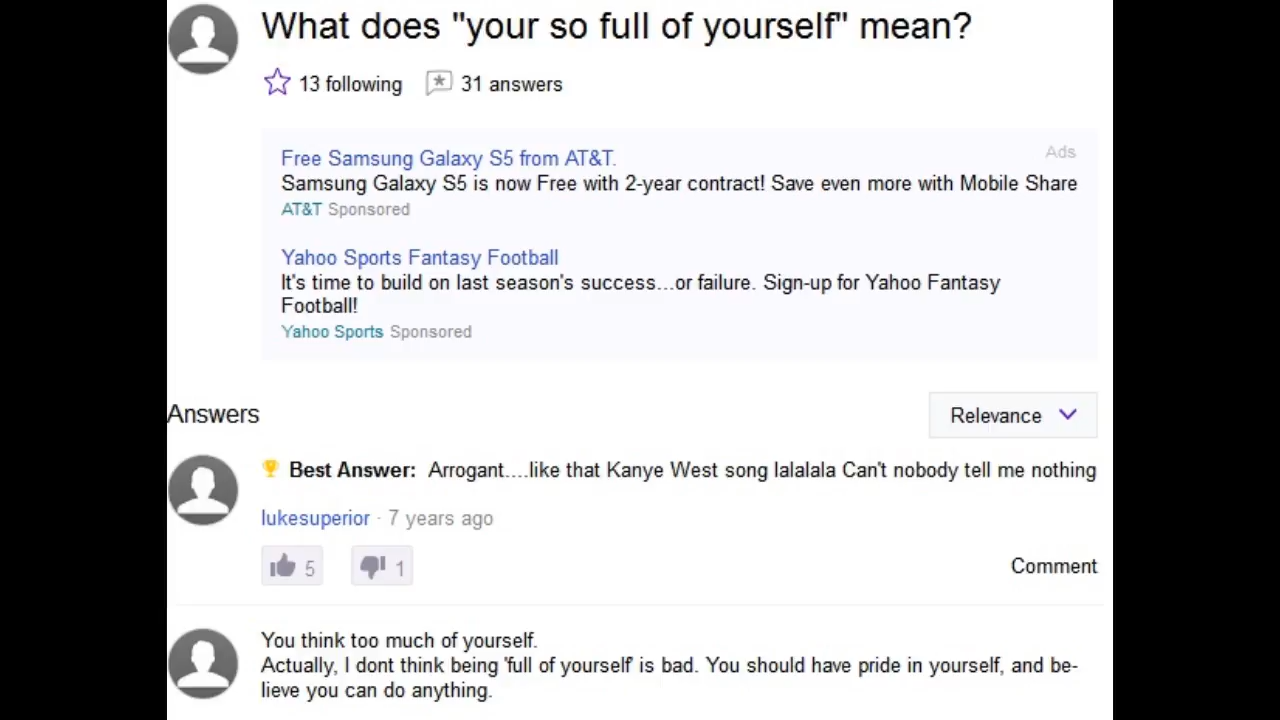 What does "your so full of yourself" mean?
13 following 31 answers
Ads
Free Samsung Galaxy S5 from AT&T.
Samsung Galaxy S5 is now Free with 2-year contract! Save even more with Mobile Share
AT&T Sponsored
Yahoo Sports Fantasy Football
It's time to build on last season's success...or failure. Sign-up for Yahoo Fantasy
Football!
Yahoo Sports Sponsored
Answers
Relevance
Best Answer: Arrogant....like that Kanye West song lalalala Can't nobody tell me nothing
lukesuperior · 7 years ago
5 1
Comment
You think too much of yourself.
Actually, I dont think being 'full of yourself' is bad. You should have pride in yourself, and be-
lieve you can do anything.